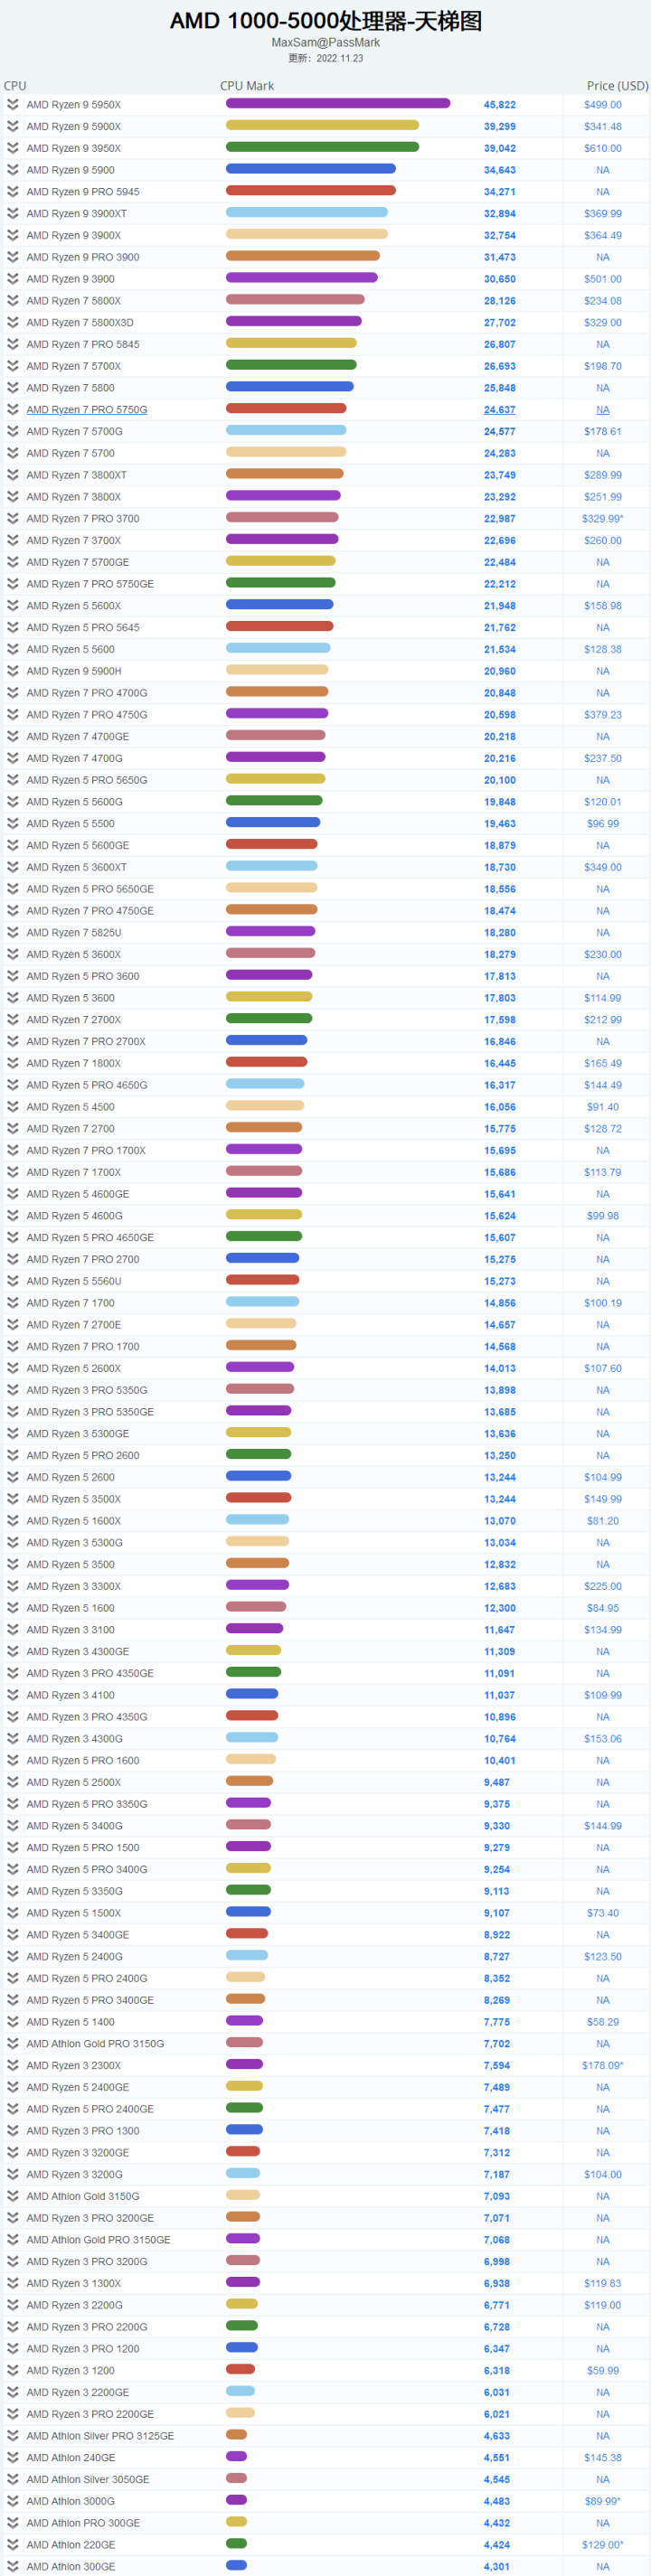 AMD 1000-5000处理器-天梯图
MaxSam@PassMark
更新：2022.11.23
CPU CPU Mark Price (USD)
AMD Ryzen 9 5950X 45,822 $499.00
AMD Ryzen 9 5900X 39,299 $341.48
AMD Ryzen 9 3950X 39,042 $610.00
AMD Ryzen 9 5900 34,643 NA
AMD Ryzen 9 PRO 5945 34,271 NA
AMD Ryzen 9 3900XT 32,894 $369.99
AMD Ryzen 9 3900X 32,754 $364.49
AMD Ryzen 9 PRO 3900 31,473 NA
AMD Ryzen 9 3900 30,650 $501.00
AMD Ryzen 7 5800X 28,126 $234.08
AMD Ryzen 7 5800X3D 27,702 $329.00
AMD Ryzen 7 PRO 5845 26,807 NA
AMD Ryzen 7 5700X 26,693 $198.70
AMD Ryzen 7 5800 25,848 NA
AMD Ryzen 7 PRO 5750G 24,637 NA
AMD Ryzen 7 5700G 24,577 $178.61
AMD Ryzen 7 5700 24,283 NA
AMD Ryzen 7 3800XT 23,749 $289.99
AMD Ryzen 7 3800X 23,292 $251.99
AMD Ryzen 7 PRO 3700 22,987 $329.99*
AMD Ryzen 7 3700X 22,696 $260.00
AMD Ryzen 7 5700GE 22,484 NA
AMD Ryzen 7 PRO 5750GE 22,212 NA
AMD Ryzen 5 5600X 21,948 $158.98
AMD Ryzen 5 PRO 5645 21,762 NA
AMD Ryzen 5 5600 21,534 $128.38
AMD Ryzen 9 5900H 20,960 NA
AMD Ryzen 7 PRO 4700G 20,848 NA
AMD Ryzen 7 PRO 4750G 20,598 $379.23
AMD Ryzen 7 4700GE 20,218 NA
AMD Ryzen 7 4700G 20,216 $237.50
AMD Ryzen 5 PRO 5650G 20,100 NA
AMD Ryzen 5 5600G 19,848 $120.01
AMD Ryzen 5 5500 19,463 $96.99
AMD Ryzen 5 5600GE 18,879 NA
AMD Ryzen 5 3600XT 18,730 $349.00
AMD Ryzen 5 PRO 5650GE 18,556 NA
AMD Ryzen 7 PRO 4750GE 18,474 NA
AMD Ryzen 7 5825U 18,280 NA
AMD Ryzen 5 3600X 18,279 $230.00
AMD Ryzen 5 PRO 3600 17,813 NA
AMD Ryzen 5 3600 17,803 $114.99
AMD Ryzen 7 2700X 17,598 $212.99
AMD Ryzen 7 PRO 2700X 16,846 NA
AMD Ryzen 7 1800X 16,445 $165.49
AMD Ryzen 5 PRO 4650G 16,317 $144.49
AMD Ryzen 5 4500 16,056 $91.40
AMD Ryzen 7 2700 15,775 $128.72
AMD Ryzen 7 PRO 1700X 15,695 NA
AMD Ryzen 7 1700X 15,686 $113.79
AMD Ryzen 5 4600GE 15,641 NA
AMD Ryzen 5 4600G 15,624 $99.98
AMD Ryzen 5 PRO 4650GE 15,607 NA
AMD Ryzen 7 PRO 2700 15,275 NA
AMD Ryzen 5 5560U 15,273 NA
AMD Ryzen 7 1700 14,856 $100.19
AMD Ryzen 7 2700E 14,657 NA
AMD Ryzen 7 PRO 1700 14,568 NA
AMD Ryzen 5 2600X 14,013 $107.60
AMD Ryzen 3 PRO 5350G 13,898 NA
AMD Ryzen 3 PRO 5350GE 13,685 NA
AMD Ryzen 3 5300GE 13,636 NA
AMD Ryzen 5 PRO 2600 13,250 NA
AMD Ryzen 5 2600 13,244 $104.99
AMD Ryzen 5 3500X 13,244 $149.99
AMD Ryzen 5 1600X 13,070 $81.20
AMD Ryzen 3 5300G 13,034 NA
AMD Ryzen 5 3500 12,832 NA
AMD Ryzen 3 3300X 12,683 $225.00
AMD Ryzen 5 1600 12,300 $84.95
AMD Ryzen 3 3100 11,647 $134.99
AMD Ryzen 3 4300GE 11,309 NA
AMD Ryzen 3 PRO 4350GE 11,091 NA
AMD Ryzen 3 4100 11,037 $109.99
AMD Ryzen 3 PRO 4350G 10,896 NA
AMD Ryzen 3 4300G 10,764 $153.06
AMD Ryzen 5 PRO 1600 10,401 NA
AMD Ryzen 5 2500X 9,487 NA
AMD Ryzen 5 PRO 3350G 9,375 NA
AMD Ryzen 5 3400G 9,330 $144.99
AMD Ryzen 5 PRO 1500 9,279 NA
AMD Ryzen 5 PRO 3400G 9,254 NA
AMD Ryzen 5 3350G 9,113 NA
AMD Ryzen 5 1500X 9,107 $73.40
AMD Ryzen 5 3400GE 8,922 NA
AMD Ryzen 5 2400G 8,727 $123.50
AMD Ryzen 5 PRO 2400G 8,352 NA
AMD Ryzen 5 PRO 3400GE 8,269 NA
AMD Ryzen 5 1400 7,775 $58.29
AMD Athlon Gold PRO 3150G 7,702 NA
AMD Ryzen 3 2300X 7,594 $178.09*
AMD Ryzen 5 2400GE 7,489 NA
AMD Ryzen 5 PRO 2400GE 7,477 NA
AMD Ryzen 3 PRO 1300 7,418 NA
AMD Ryzen 3 3200GE 7,312 NA
AMD Ryzen 3 3200G 7,187 $104.00
AMD Athlon Gold 3150G 7,093 NA
AMD Ryzen 3 PRO 3200GE 7,071 NA
AMD Athlon Gold PRO 3150GE 7,068 NA
AMD Ryzen 3 PRO 3200G 6,998 NA
AMD Ryzen 3 1300X 6,938 $119.83
AMD Ryzen 3 2200G 6,771 $119.00
AMD Ryzen 3 PRO 2200G 6,728 NA
AMD Ryzen 3 PRO 1200 6,347 NA
AMD Ryzen 3 1200 6,318 $59.99
AMD Ryzen 3 2200GE 6,031 NA
AMD Ryzen 3 PRO 2200GE 6,021 NA
AMD Athlon Silver PRO 3125GE 4,633 NA
AMD Athlon 240GE 4,551 $145.38
AMD Athlon Silver 3050GE 4,545 NA
AMD Athlon 3000G 4,483 $89.99*
AMD Athlon PRO 300GE 4,432 NA
AMD Athlon 220GE 4,424 $129.00*
AMD Athlon 300GE 4,301 NA